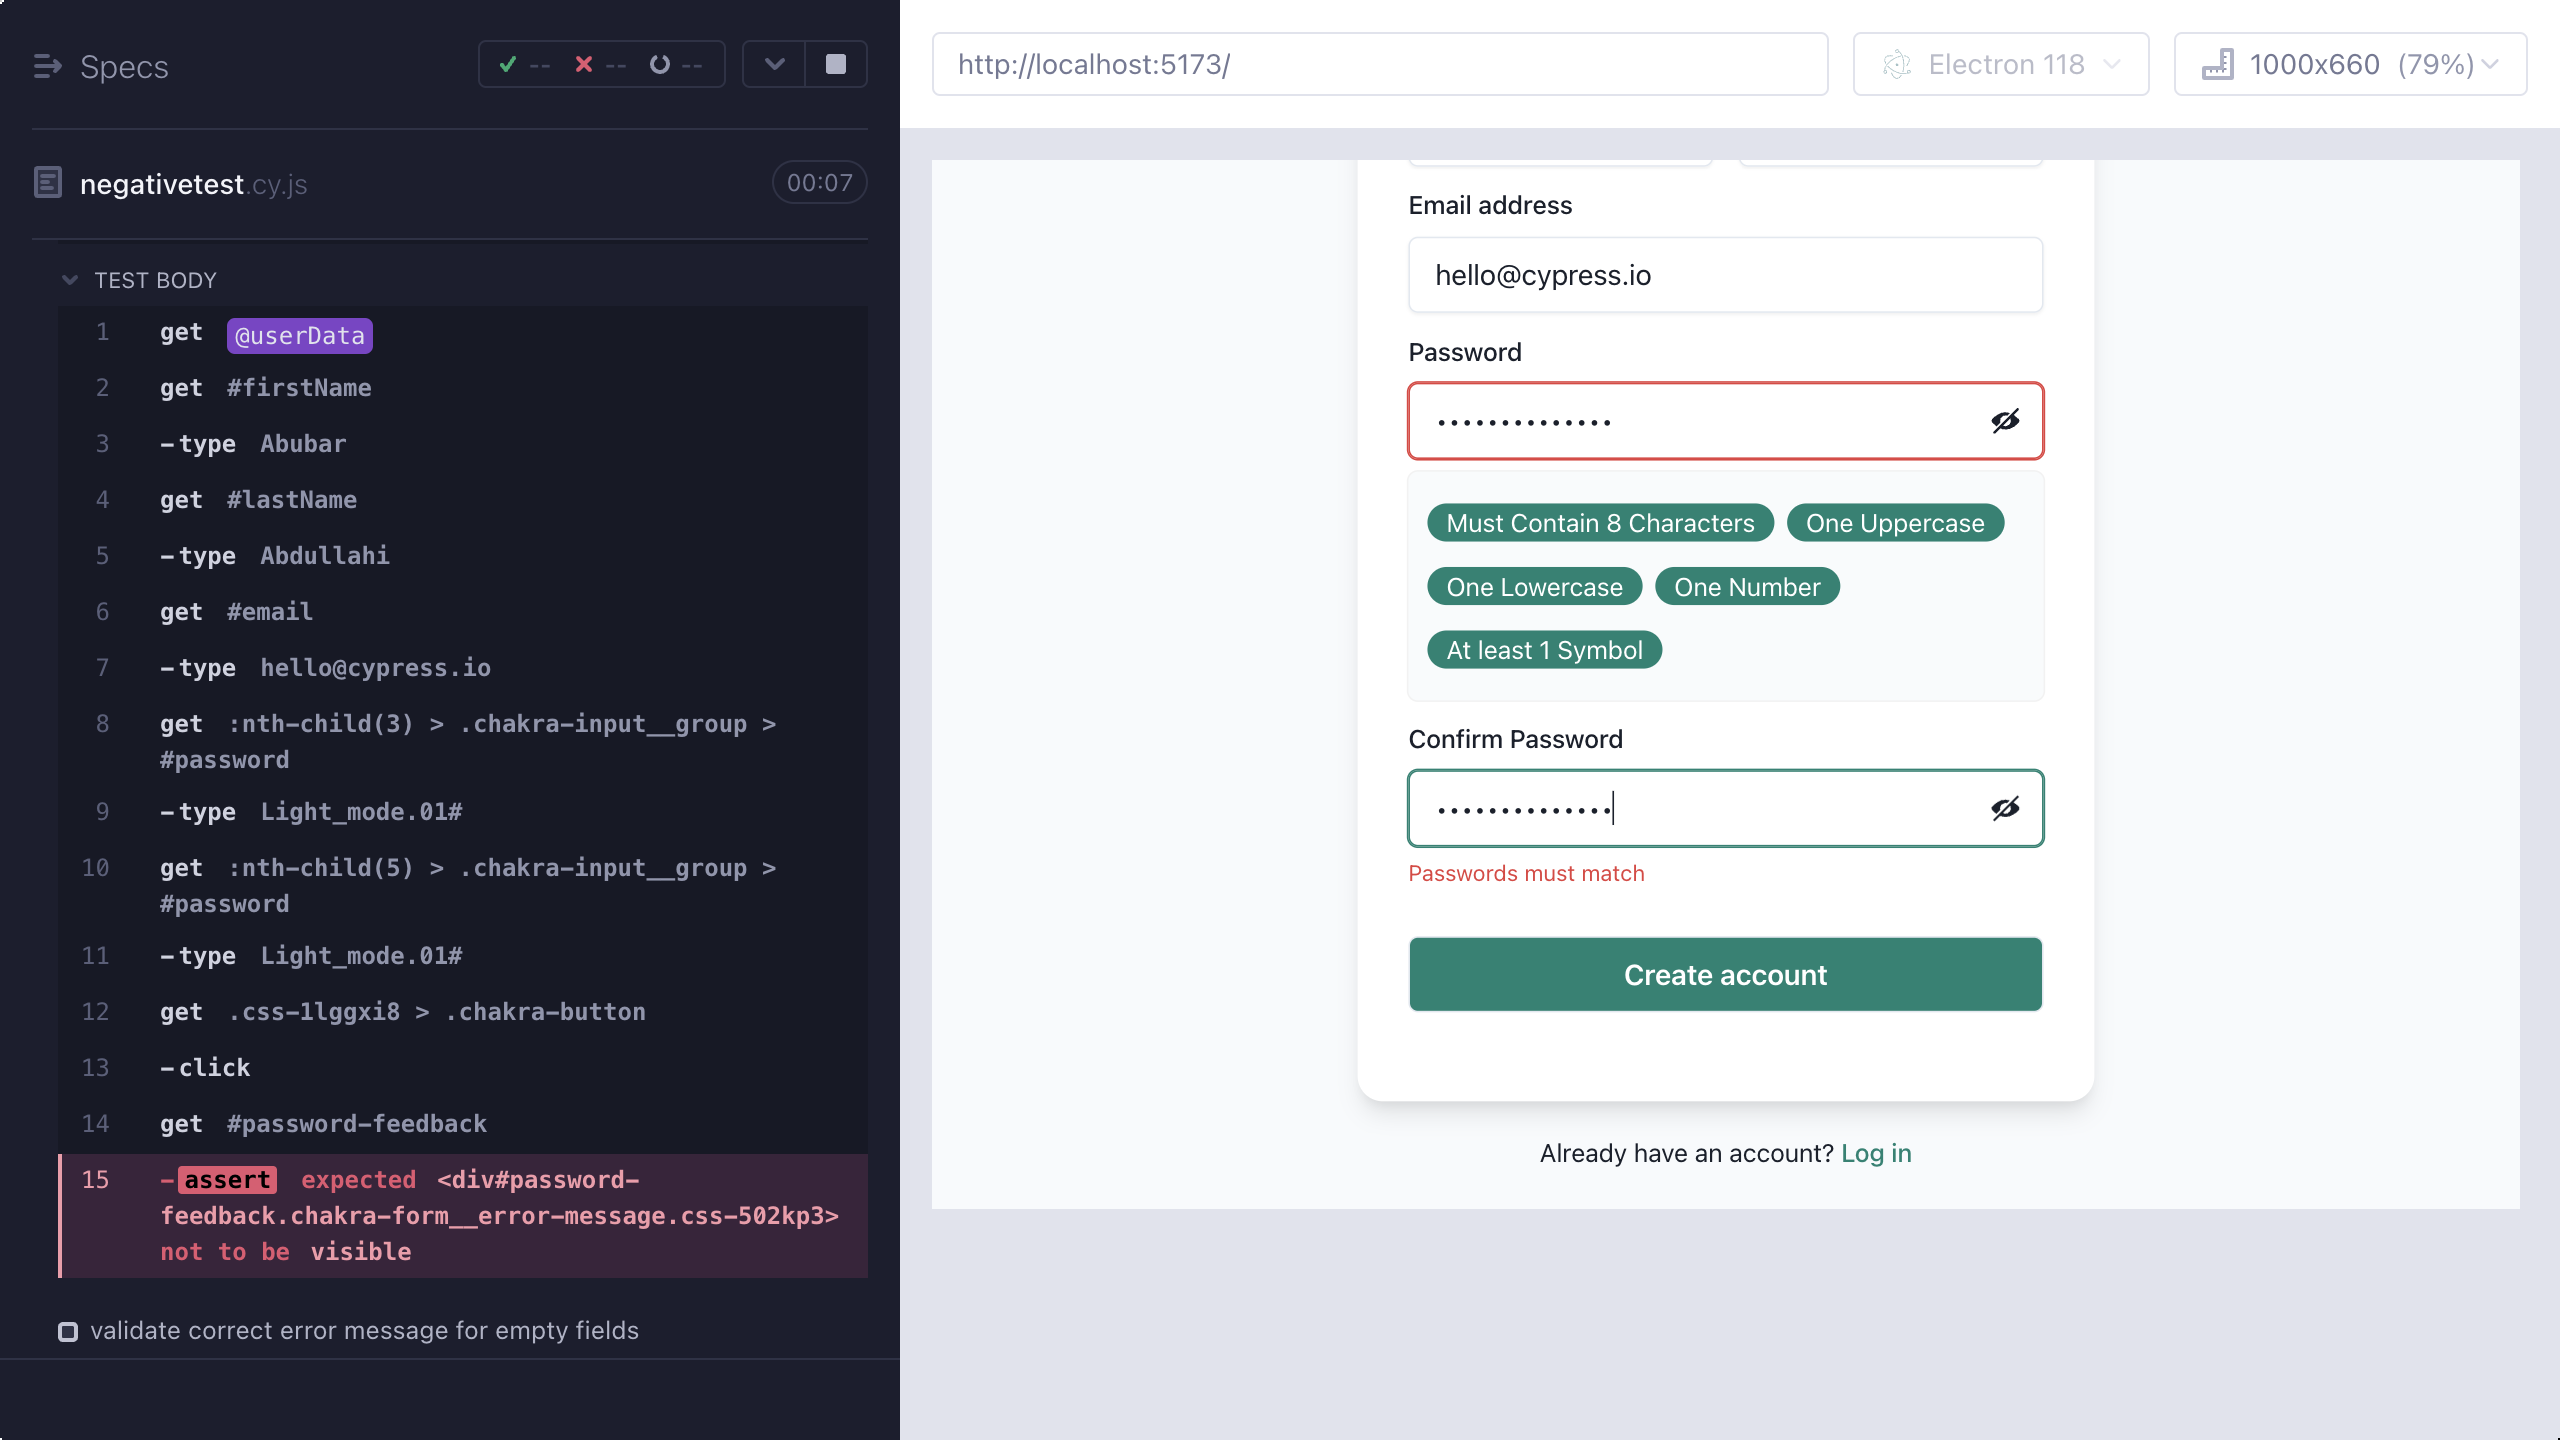 Specs
-- -- --
negativetest.cy.js
00:07
TEST BODY
1 get @userData
2 get #firstName
3 -type Abubar
4 get #lastName
5 -type Abdullahi
6 get #email
7 -type hello@cypress.io
8 get :nth-child(3) > .chakra-input__group >
#password
9 -type Light_mode.01#
10 get :nth-child(5) > .chakra-input__group >
#password
11 -type Light_mode.01#
12 get .css-1lggxi8 > .chakra-button
13 -click
14 get #password-feedback
15 -assert expected <div#password-
feedback.chakra-form__error-message.css-502kp3>
not to be visible
validate correct error message for empty fields
http://localhost:5173/
Electron 118
1000x660 (79%)
Email address
hello@cypress.io
Password
••••••••••••••
Must Contain 8 Characters One Uppercase
One Lowercase One Number
At least 1 Symbol
Confirm Password
••••••••••••••
Passwords must match
Create account
Already have an account? Log in